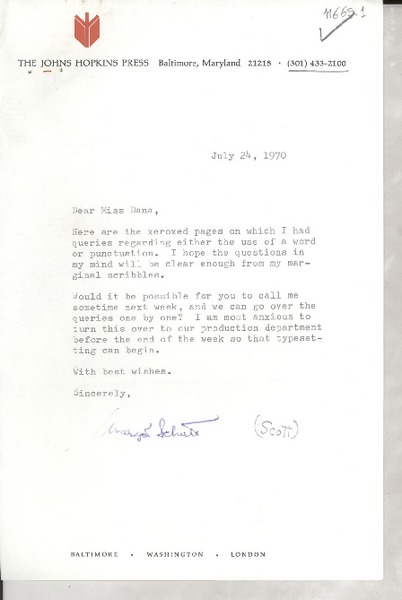 11669.1
THE JOHNS HOPKINS PRESS Baltimore, Maryland 21218 · (301) 433-2100
July 24, 1970
Dear Miss Dana,
Here are the xeroxed pages on which I had
queries regarding either the use of a word
or punctuation. I hope the questions in
my mind will be clear enough from my mar-
ginal scribbles.
Would it be possible for you to call me
sometime next week, and we can go over the
queries one by one? I am most anxious to
turn this over to our production department
before the end of the week so that typeset-
ting can begin.
With best wishes.
Sincerely,
(Scott)
BALTIMORE · WASHINGTON · LONDON